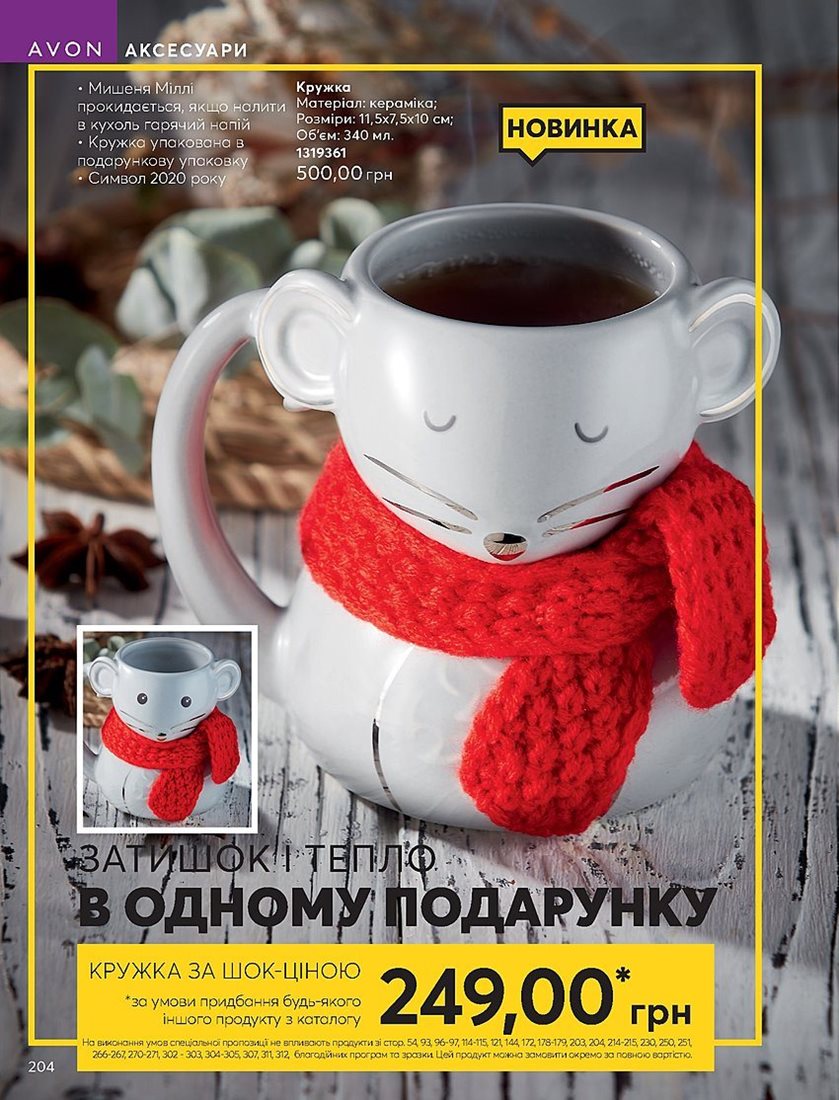 AVON АКСЕСУАРИ
• Мишеня Міллі
прокидається, якщо налити
в кухоль гарячий напій
• Кружка упакована в
подарункову упаковку
• Символ 2020 року
Кружка
Матеріал: кераміка;
Розміри: 11,5х7,5х10 см;
Об'єм: 340 мл.
1319361
500,00 грн
НОВИНКА
ЗАТИШОК І ТЕПЛО
В ОДНОМУ ПОДАРУНКУ
КРУЖКА ЗА ШОК-ЦІНОЮ
*за умови придбання будь-якого
іншого продукту з каталогу
249,00* грн
На виконання умов спеціальної пропозиції не впливають продукти зі стор. 54, 93, 96-97, 114-115, 121, 144, 172, 178-179, 203, 204, 214-215, 230, 250, 251,
266-267, 270-271, 302 - 303, 304-305, 307, 311, 312, благодійних програм та зразки. Цей продукт можна замовити окремо за повною вартістю.
204